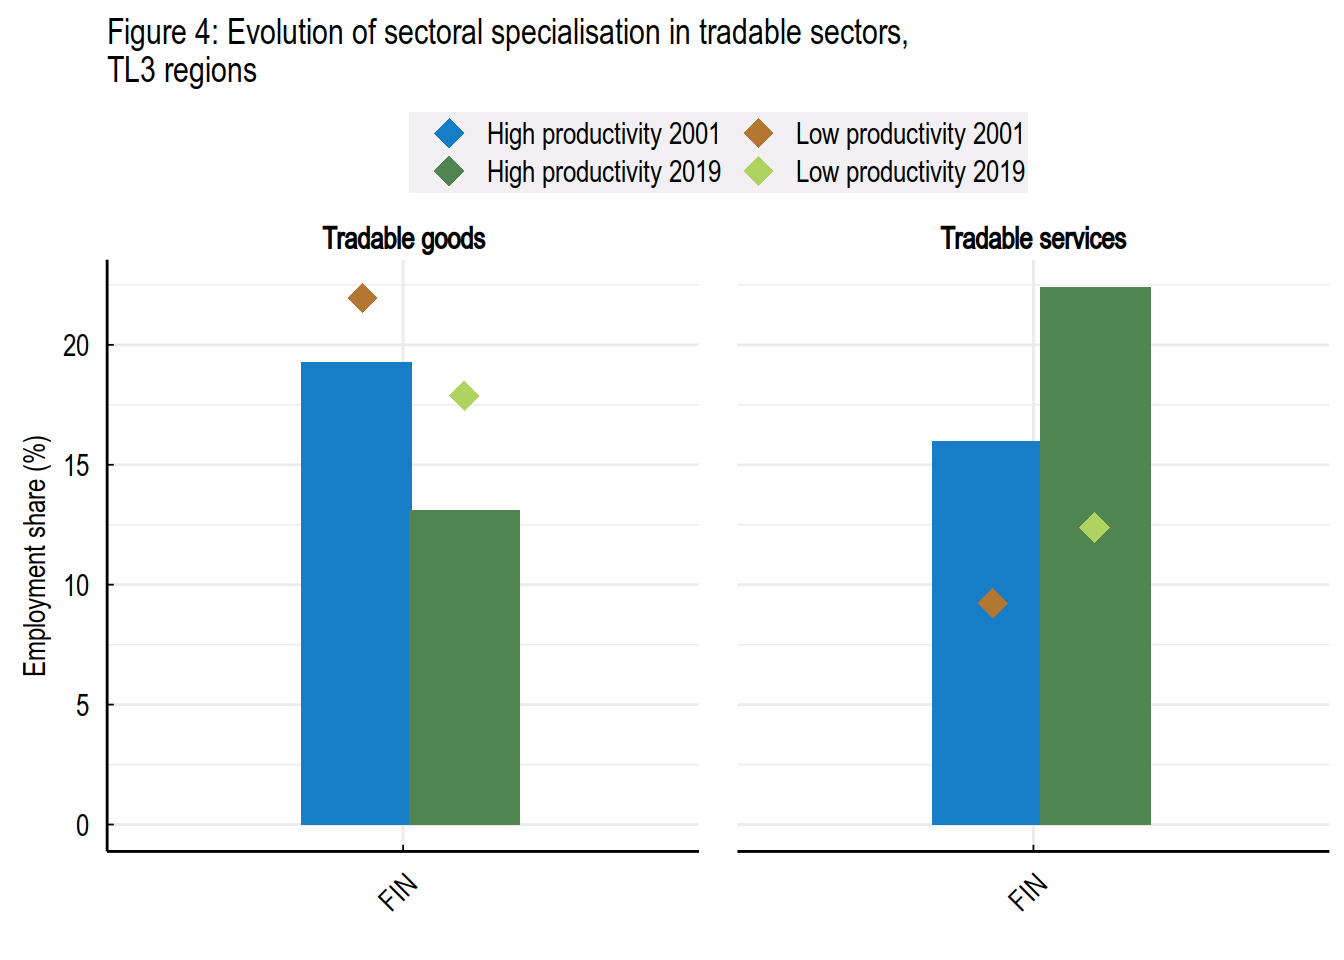 Figure 4: Evolution of sectoral specialisation in tradable sectors,
TL3 regions
High productivity 2001
Low productivity 2001
High productivity 2019
Low productivity 2019
Tradable goods
Tradable services
Employment share (%)
20
15
10
5
0
FIN
FIN